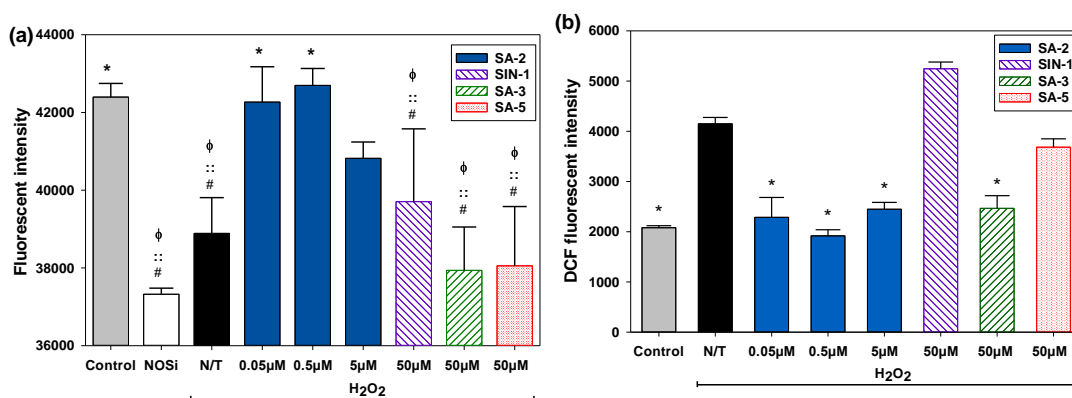 (a)
Fluorescent intensity
44000
42000
40000
38000
36000
* ϕ :: # ϕ :: # * * ϕ :: # ϕ :: # ϕ :: #
SA-2
SIN-1
SA-3
SA-5
Control NOSi N/T 0.05µM 0.5µM 5µM 50µM 50µM 50µM
H2O2
(b)
DCF fluorescent intensity
6000
5000
4000
3000
2000
1000
0
* * * * *
SA-2
SIN-1
SA-3
SA-5
Control N/T 0.05µM 0.5µM 5µM 50µM 50µM 50µM
H2O2